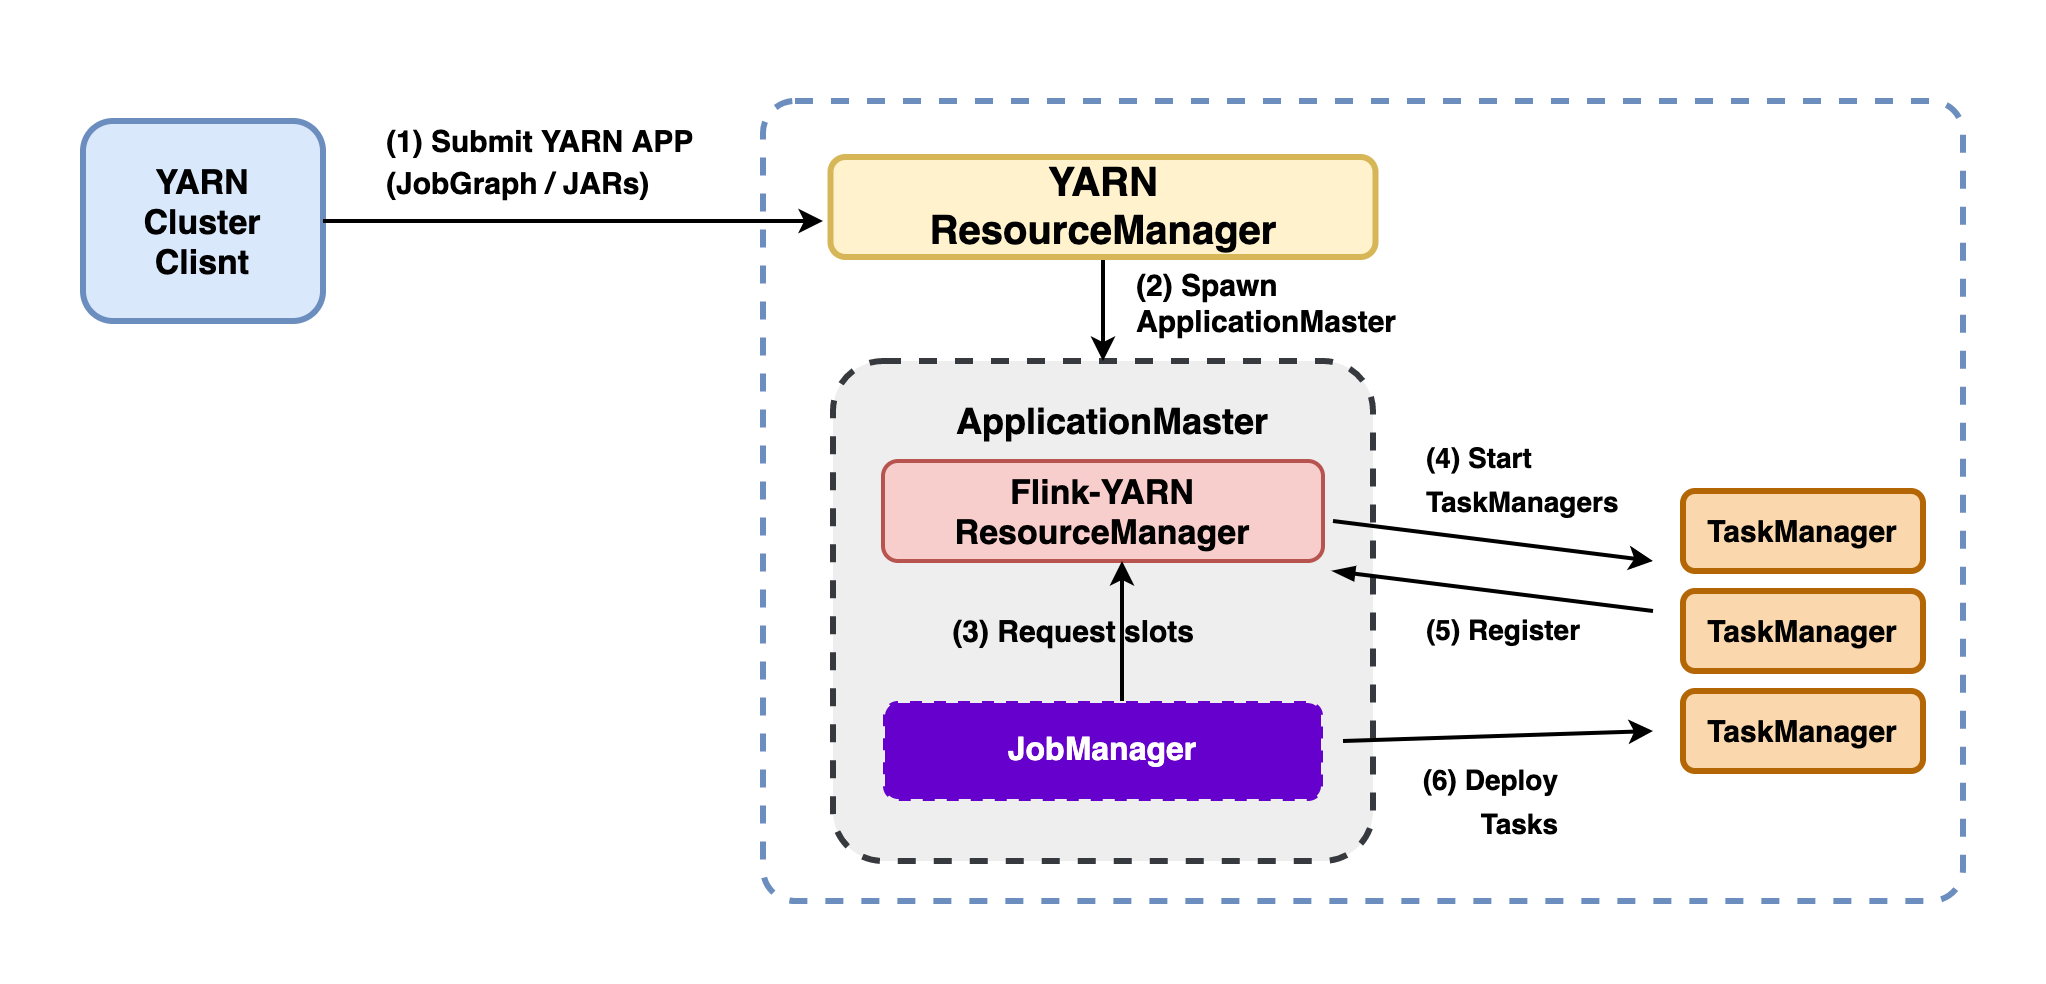 YARN
Cluster
Clisnt
(1) Submit YARN APP
(JobGraph / JARs)
YARN
ResourceManager
(2) Spawn
ApplicationMaster
ApplicationMaster
Flink-YARN
ResourceManager
(3) Request slots
JobManager
(4) Start
TaskManagers
(5) Register
(6) Deploy
Tasks
TaskManager
TaskManager
TaskManager